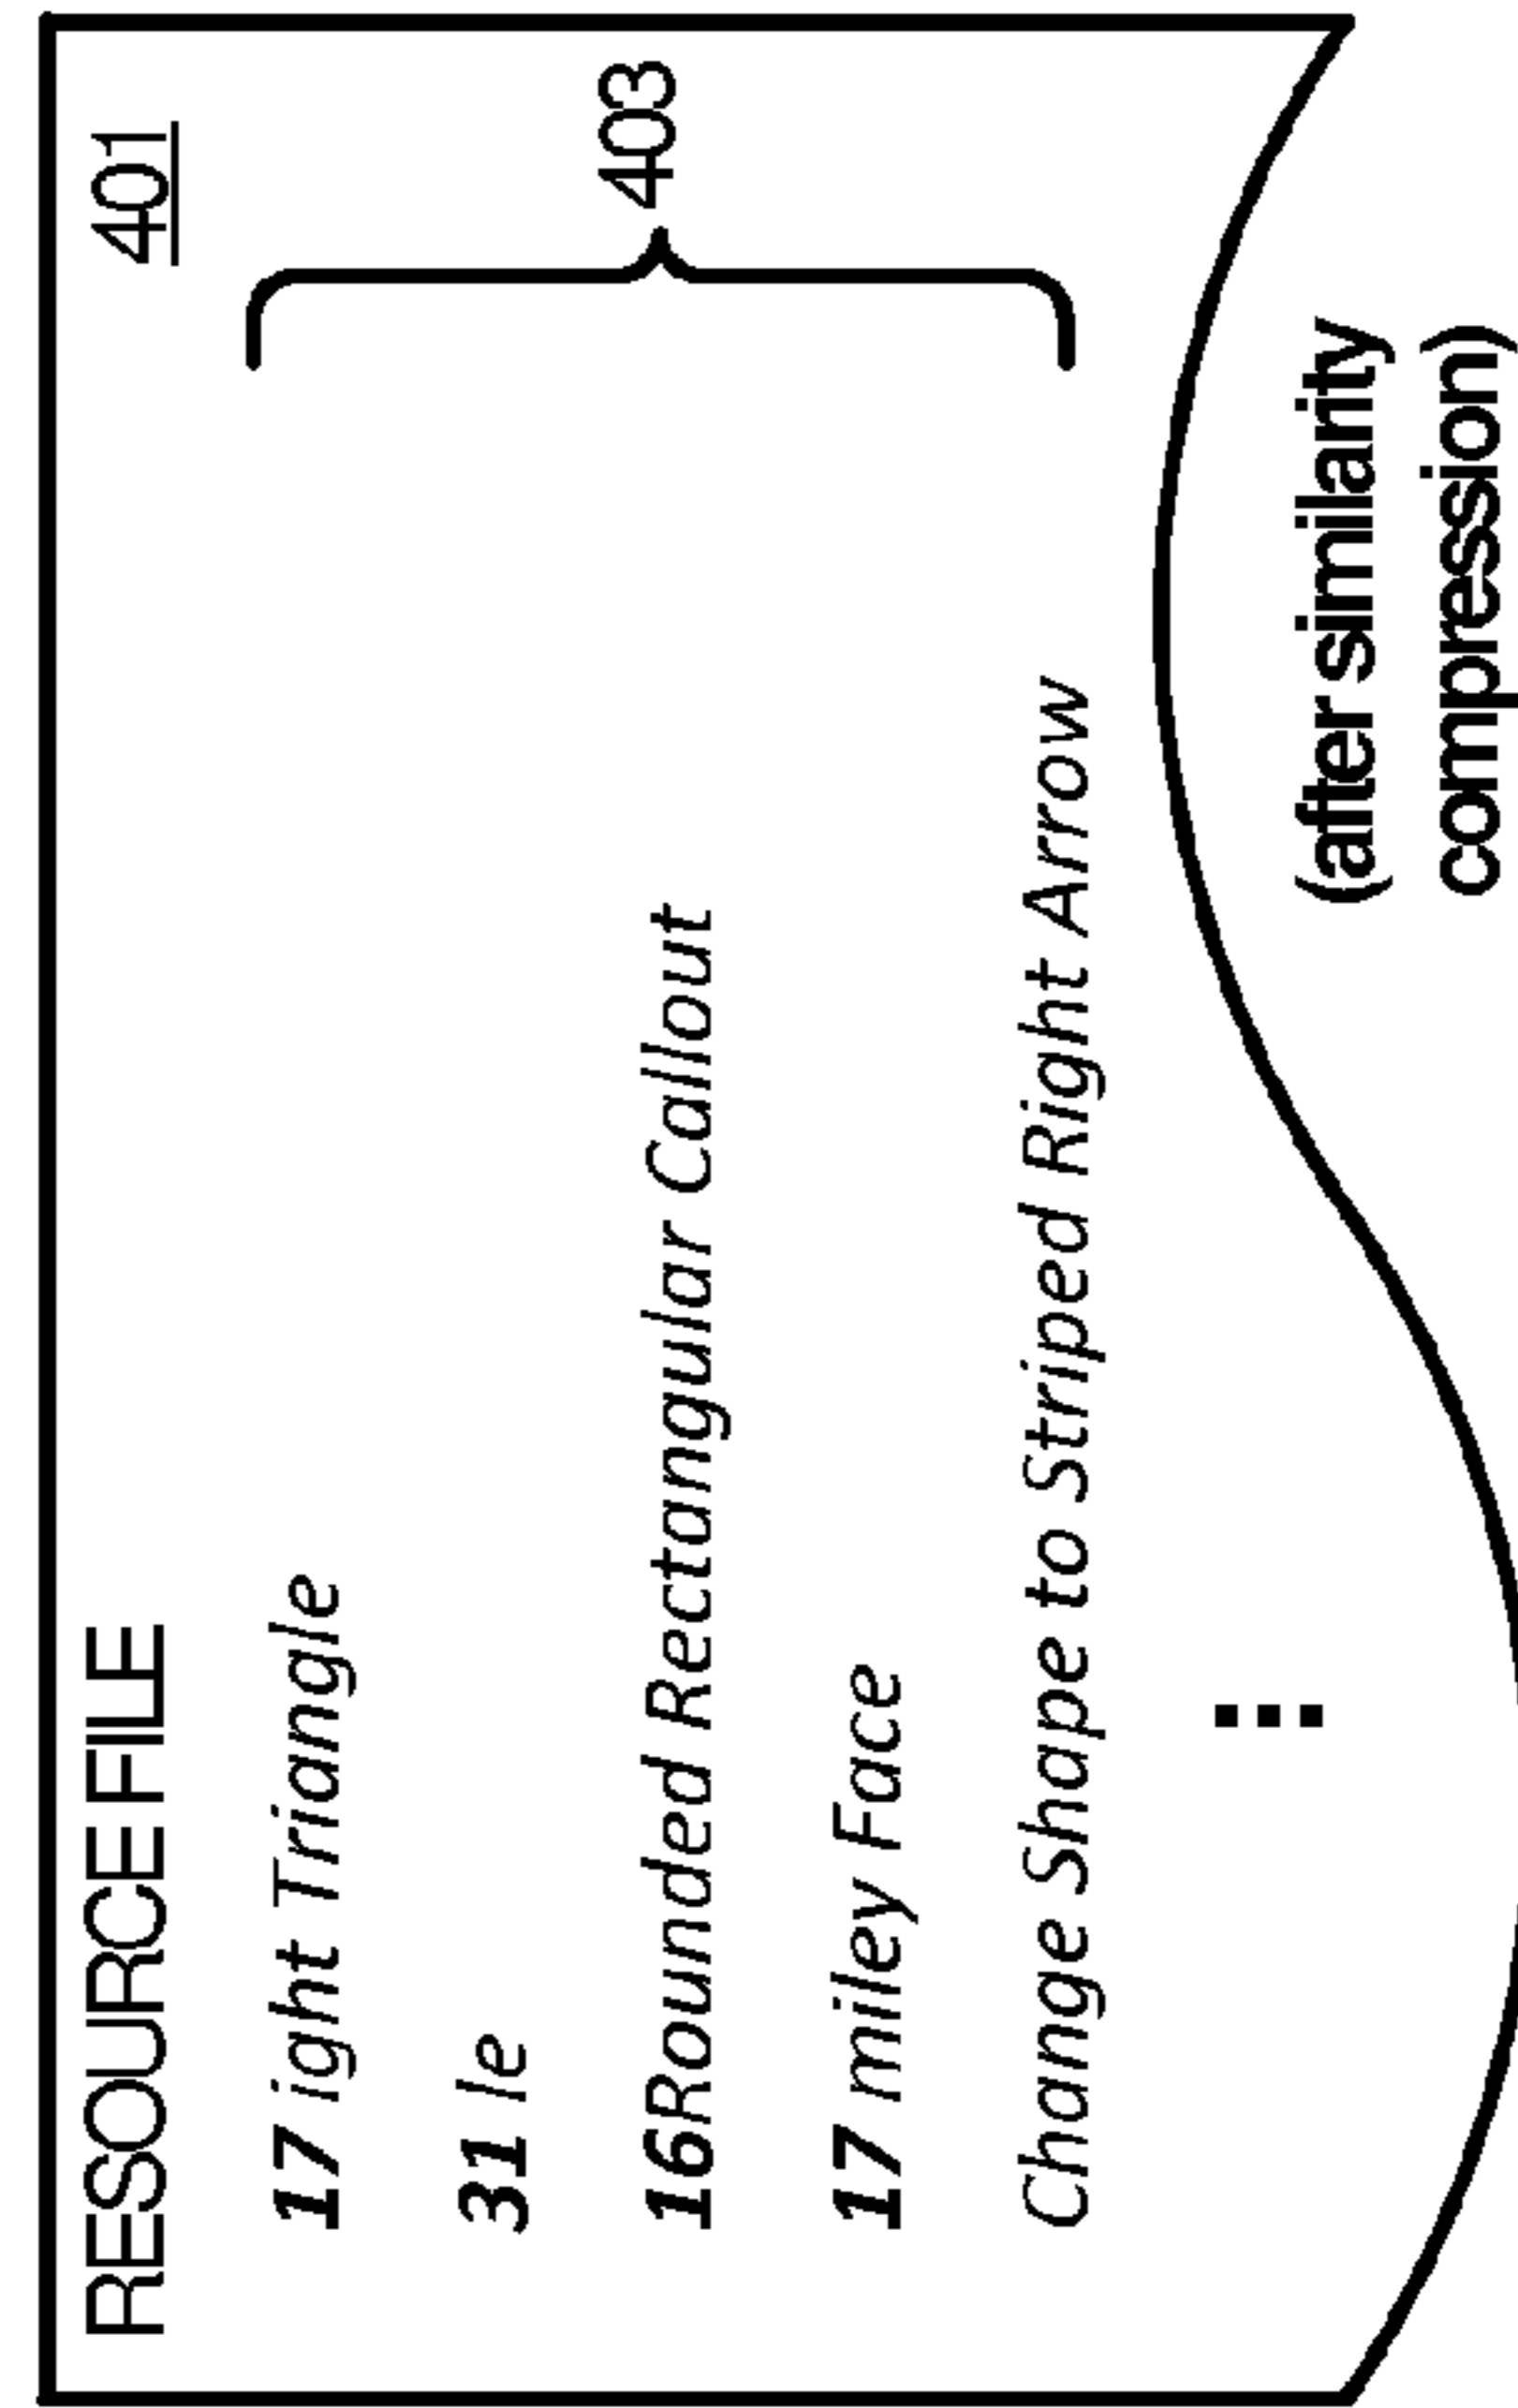 RESOURCE FILE 401
17 ight Triangle
31 le
16Rounded Rectangular Callout
17 miley Face
Change Shape to Striped Right Arrow
403
(after similarity
compression)